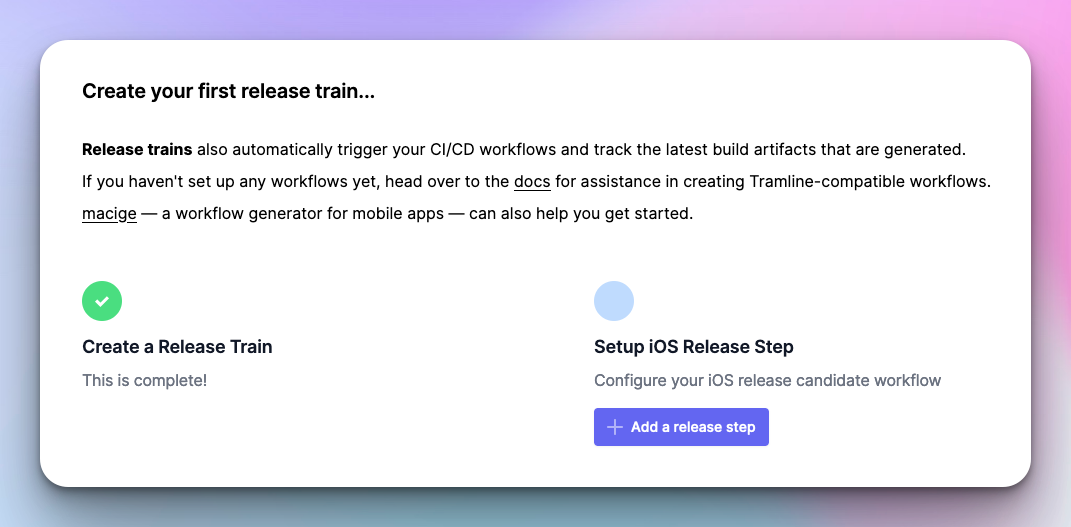 Create your first release train...
Release trains also automatically trigger your CI/CD workflows and track the latest build artifacts that are generated.
If you haven't set up any workflows yet, head over to the docs for assistance in creating Tramline-compatible workflows.
macige — a workflow generator for mobile apps — can also help you get started.
Create a Release Train
This is complete!
Setup iOS Release Step
Configure your iOS release candidate workflow
Add a release step